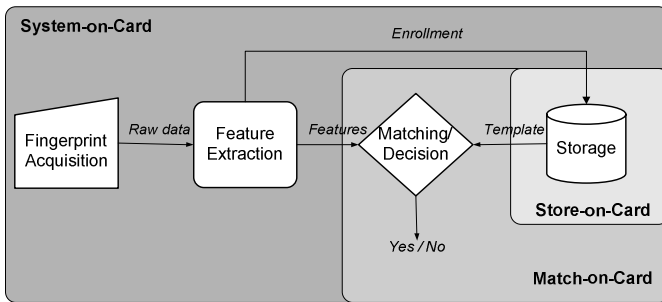 System-on-Card
Enrollment
Fingerprint
Acquisition
Raw data
Feature
Extraction
Features
Matching/
Decision
Template
Storage
Store-on-Card
Yes / No
Match-on-Card